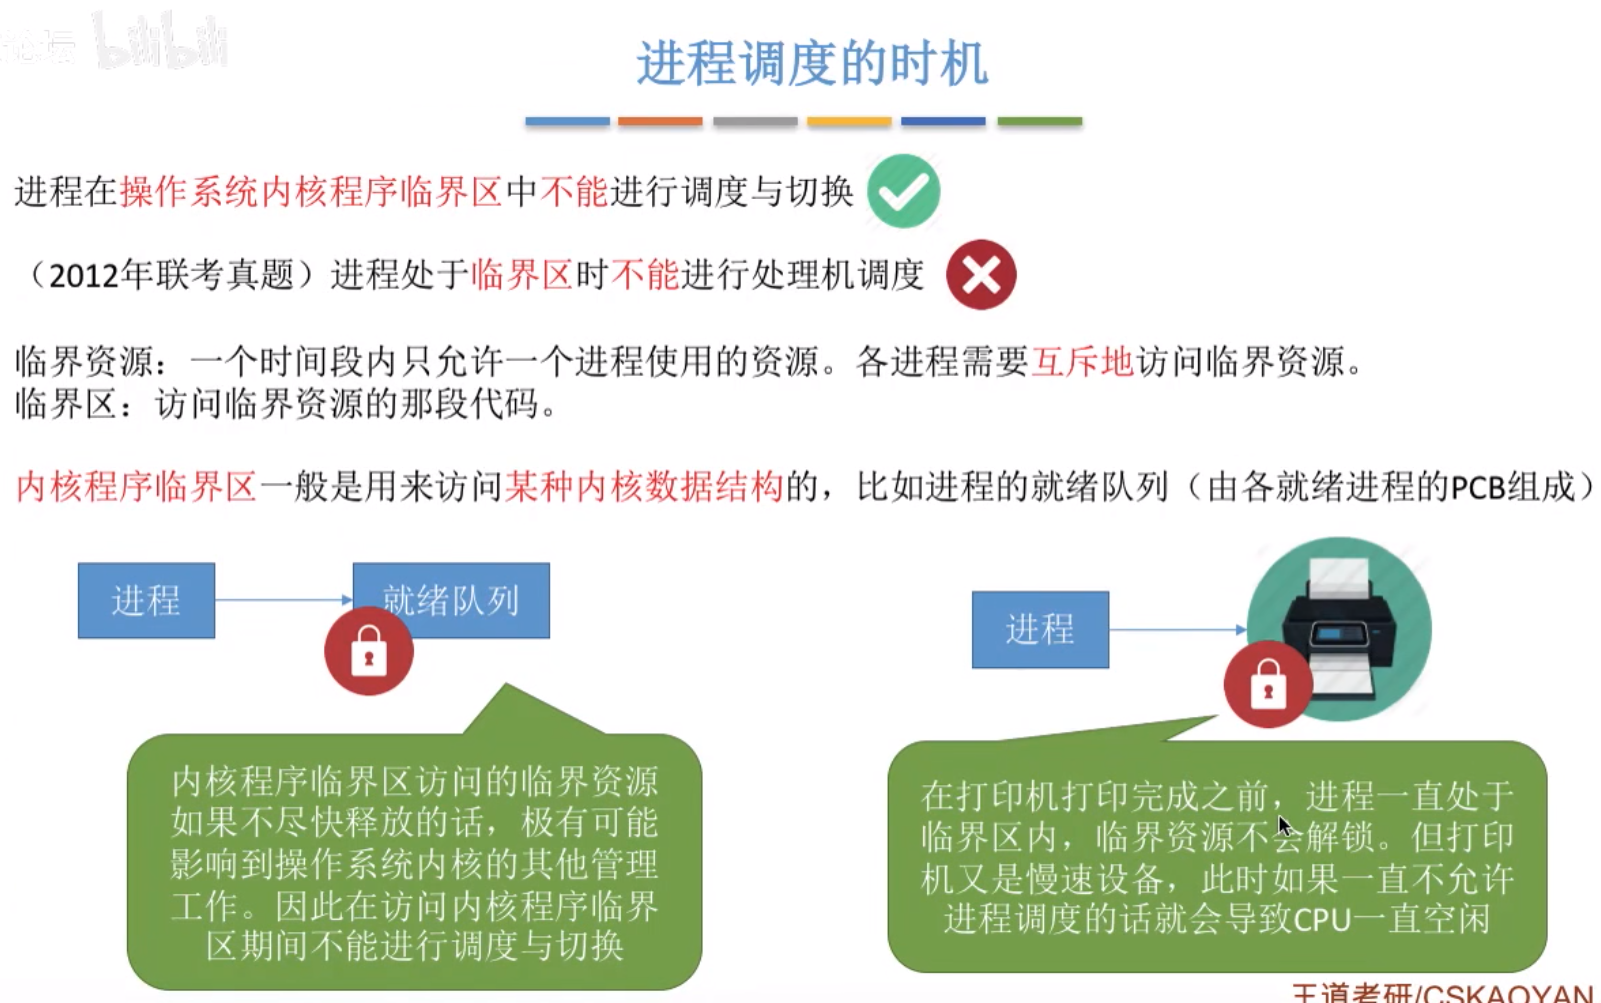 论坛 bilibili
进程调度的时机
进程在操作系统内核程序临界区中不能进行调度与切换
（2012年联考真题）进程处于临界区时不能进行处理机调度
临界资源：一个时间段内只允许一个进程使用的资源。各进程需要互斥地访问临界资源。
临界区：访问临界资源的那段代码。
内核程序临界区一般是用来访问某种内核数据结构的，比如进程的就绪队列（由各就绪进程的PCB组成）
进程
就绪队列
内核程序临界区访问的临界资源
如果不尽快释放的话，极有可能
影响到操作系统内核的其他管理
工作。因此在访问内核程序临界
区期间不能进行调度与切换
进程
在打印机打印完成之前，进程一直处于
临界区内，临界资源不会解锁。但打印
机又是慢速设备，此时如果一直不允许
进程调度的话就会导致CPU一直空闲
王道考研/CSKAOYAN